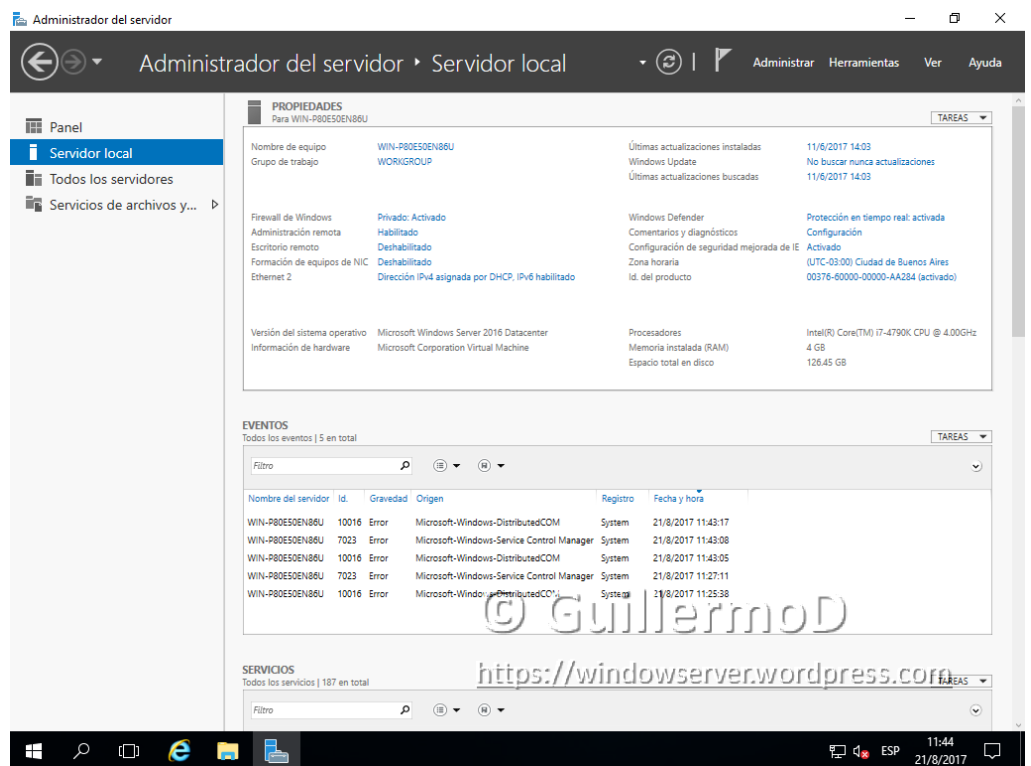 Administrador del servidor
Administrador del servidor ‣ Servidor local
Administrar Herramientas Ver Ayuda
Panel
Servidor local
Todos los servidores
Servicios de archivos y...
PROPIEDADES
Para WIN-P80E50EN86U
TAREAS
Nombre de equipo WIN-P80E50EN86U Últimas actualizaciones instaladas 11/6/2017 14:03
Grupo de trabajo WORKGROUP Windows Update No buscar nunca actualizaciones
Últimas actualizaciones buscadas 11/6/2017 14:03
Firewall de Windows Privado: Activado Windows Defender Protección en tiempo real: activada
Administración remota Habilitado Comentarios y diagnósticos Configuración
Escritorio remoto Deshabilitado Configuración de seguridad mejorada de IE Activado
Formación de equipos de NIC Deshabilitado Zona horaria (UTC-03:00) Ciudad de Buenos Aires
Ethernet 2 Dirección IPv4 asignada por DHCP, IPv6 habilitado Id. del producto 00376-60000-00000-AA284 (activado)
Versión del sistema operativo Microsoft Windows Server 2016 Datacenter Procesadores Intel(R) Core(TM) i7-4790K CPU @ 4.00GHz
Información de hardware Microsoft Corporation Virtual Machine Memoria instalada (RAM) 4 GB
Espacio total en disco 126.45 GB
EVENTOS
Todos los eventos | 5 en total
TAREAS
Filtro
Nombre del servidor Id. Gravedad Origen Registro Fecha y hora
WIN-P80E50EN86U 10016 Error Microsoft-Windows-DistributedCOM System 21/8/2017 11:43:17
WIN-P80E50EN86U 7023 Error Microsoft-Windows-Service Control Manager System 21/8/2017 11:43:08
WIN-P80E50EN86U 10016 Error Microsoft-Windows-DistributedCOM System 21/8/2017 11:43:05
WIN-P80E50EN86U 7023 Error Microsoft-Windows-Service Control Manager System 21/8/2017 11:27:11
WIN-P80E50EN86U 10016 Error Microsoft-Windows-DistributedCOM System 21/8/2017 11:25:38
© GuillermoD
https://windowserver.wordpress.com
SERVICIOS
Todos los servicios | 187 en total
TAREAS
Filtro
ESP
11:44
21/8/2017